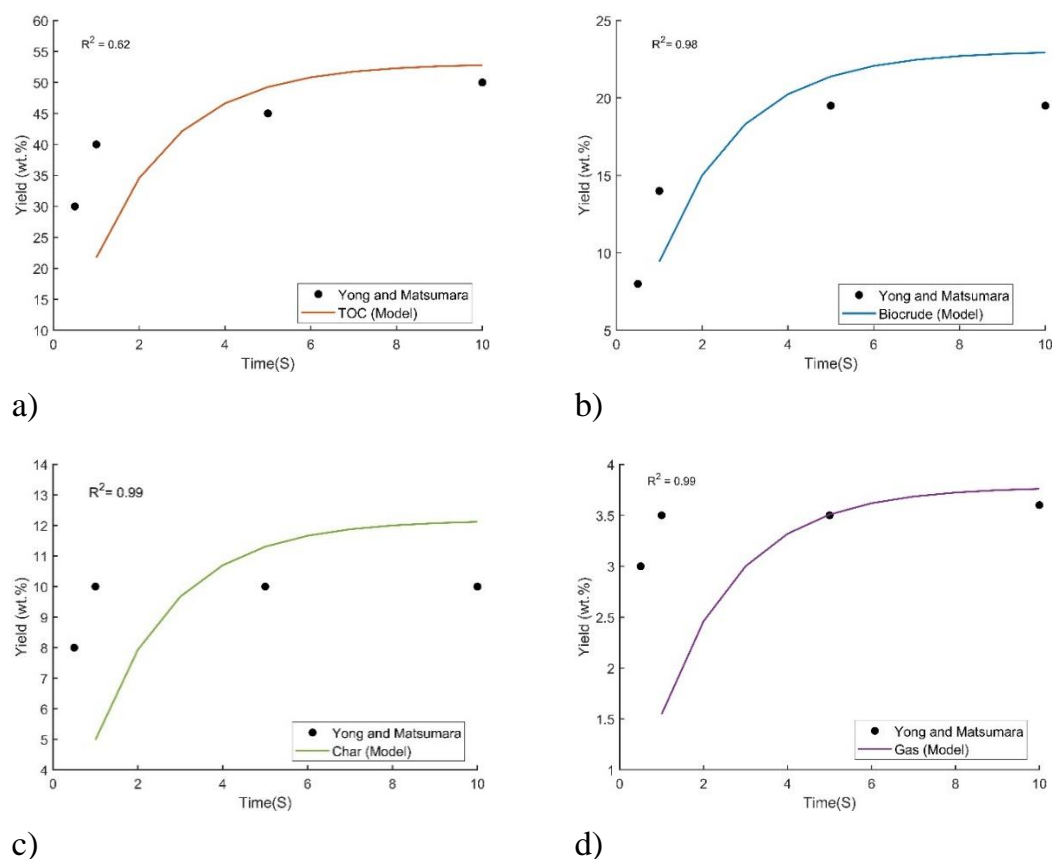 60
55
50
45
40
35
30
25
20
15
10
Yield (wt.%)
R² = 0.62
Yong and Matsumara
TOC (Model)
0 2 4 6 8 10
Time(S)
a)
25
20
15
10
5
Yield (wt.%)
R² = 0.98
Yong and Matsumara
Biocrude (Model)
0 2 4 6 8 10
Time(S)
b)
14
13
12
11
10
9
8
7
6
5
4
Yield (wt.%)
R² = 0.99
Yong and Matsumara
Char (Model)
0 2 4 6 8 10
Time(S)
c)
4
3.5
3
2.5
2
1.5
1
Yield (wt.%)
R² = 0.99
Yong and Matsumara
Gas (Model)
0 2 4 6 8 10
Time(S)
d)